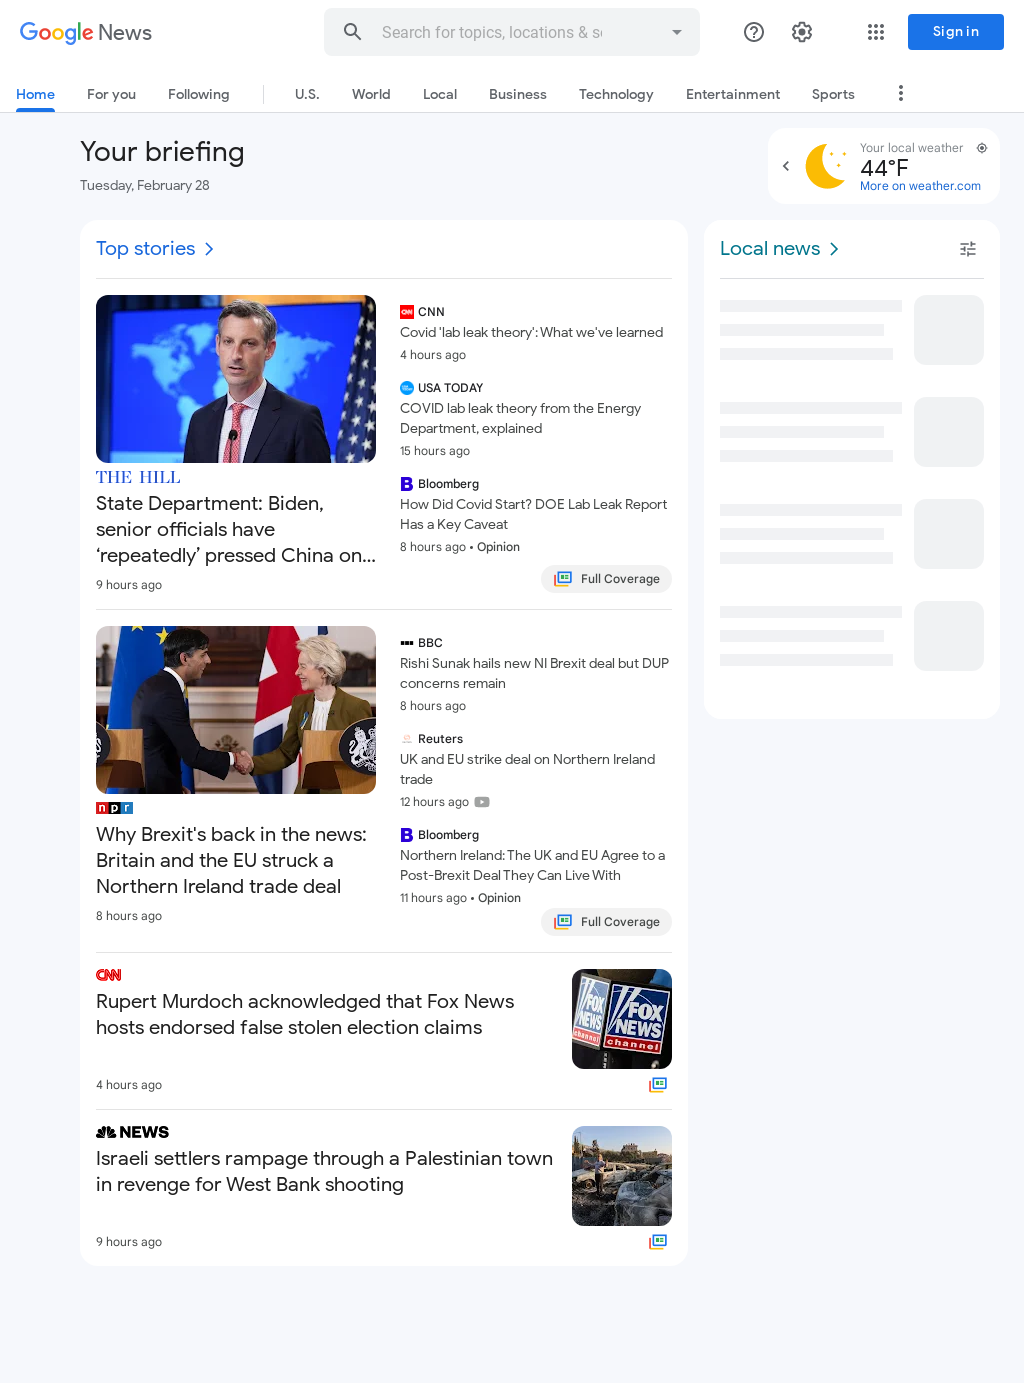 Google News
Search for topics, locations & s
Sign in
Home
For you
Following
U.S.
World
Local
Business
Technology
Entertainment
Sports
Your briefing
Tuesday, February 28
Your local weather
44°F
More on weather.com
Top stories
THE HILL
State Department: Biden,
senior officials have
‘repeatedly’ pressed China on...
9 hours ago
CNN
CNN
Covid 'lab leak theory': What we've learned
4 hours ago
USA TODAY
COVID lab leak theory from the Energy
Department, explained
15 hours ago
B Bloomberg
How Did Covid Start? DOE Lab Leak Report
Has a Key Caveat
8 hours ago • Opinion
Full Coverage
npr
Why Brexit's back in the news:
Britain and the EU struck a
Northern Ireland trade deal
8 hours ago
BBC
Rishi Sunak hails new NI Brexit deal but DUP
concerns remain
8 hours ago
Reuters
UK and EU strike deal on Northern Ireland
trade
12 hours ago
B Bloomberg
Northern Ireland: The UK and EU Agree to a
Post-Brexit Deal They Can Live With
11 hours ago • Opinion
Full Coverage
CNN
Rupert Murdoch acknowledged that Fox News
hosts endorsed false stolen election claims
4 hours ago
FOX
NEWS
channel
FOX
NEWS
channel
NEWS
Israeli settlers rampage through a Palestinian town
in revenge for West Bank shooting
9 hours ago
Local news